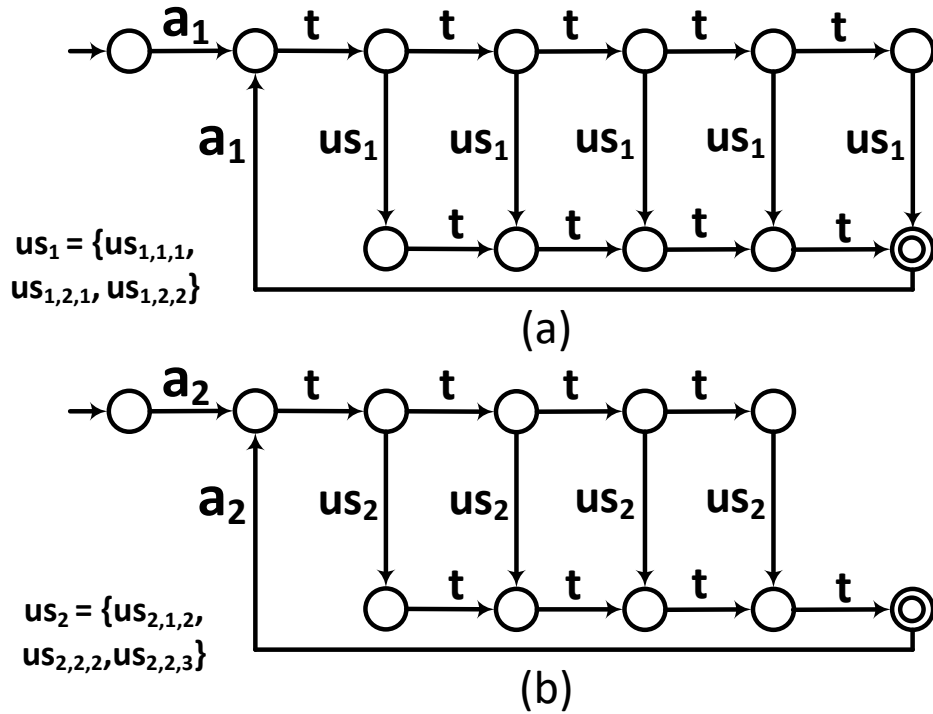 a₁ t t t t t
a₁ us₁ us₁ us₁ us₁ us₁
t t t t
us₁ = {us₁,₁,₁,
us₁,₂,₁, us₁,₂,₂}
(a)
a₂ t t t t
a₂ us₂ us₂ us₂ us₂
t t t t
us₂ = {us₂,₁,₂,
us₂,₂,₂,us₂,₂,₃}
(b)